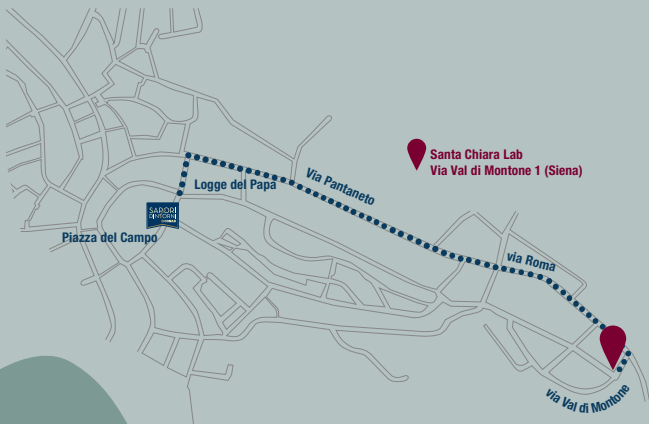 Santa Chiara Lab
Via Val di Montone 1 (Siena)
Logge del Papa
Via Pantaneto
SAPORI
DINTORNI
CONAD
Piazza del Campo
via Roma
via Val di Montone